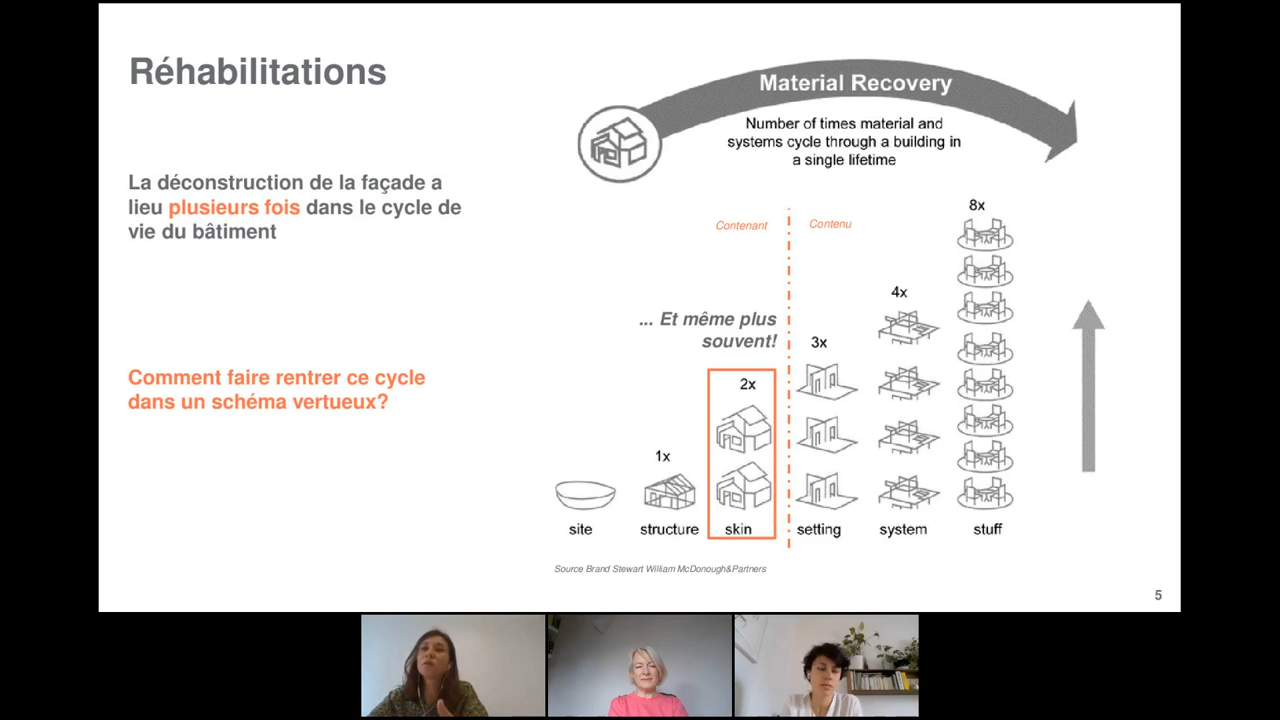 Réhabilitations
Material Recovery
Number of times material and
systems cycle through a building in
a single lifetime
La déconstruction de la façade a
lieu plusieurs fois dans le cycle de
vie du bâtiment
Contenant
Contenu
8x
4x
... Et même plus
souvent!
3x
Comment faire rentrer ce cycle
dans un schéma vertueux?
2x
1x
site
structure
skin
setting
system
stuff
Source Brand Stewart William McDonough&Partners
5